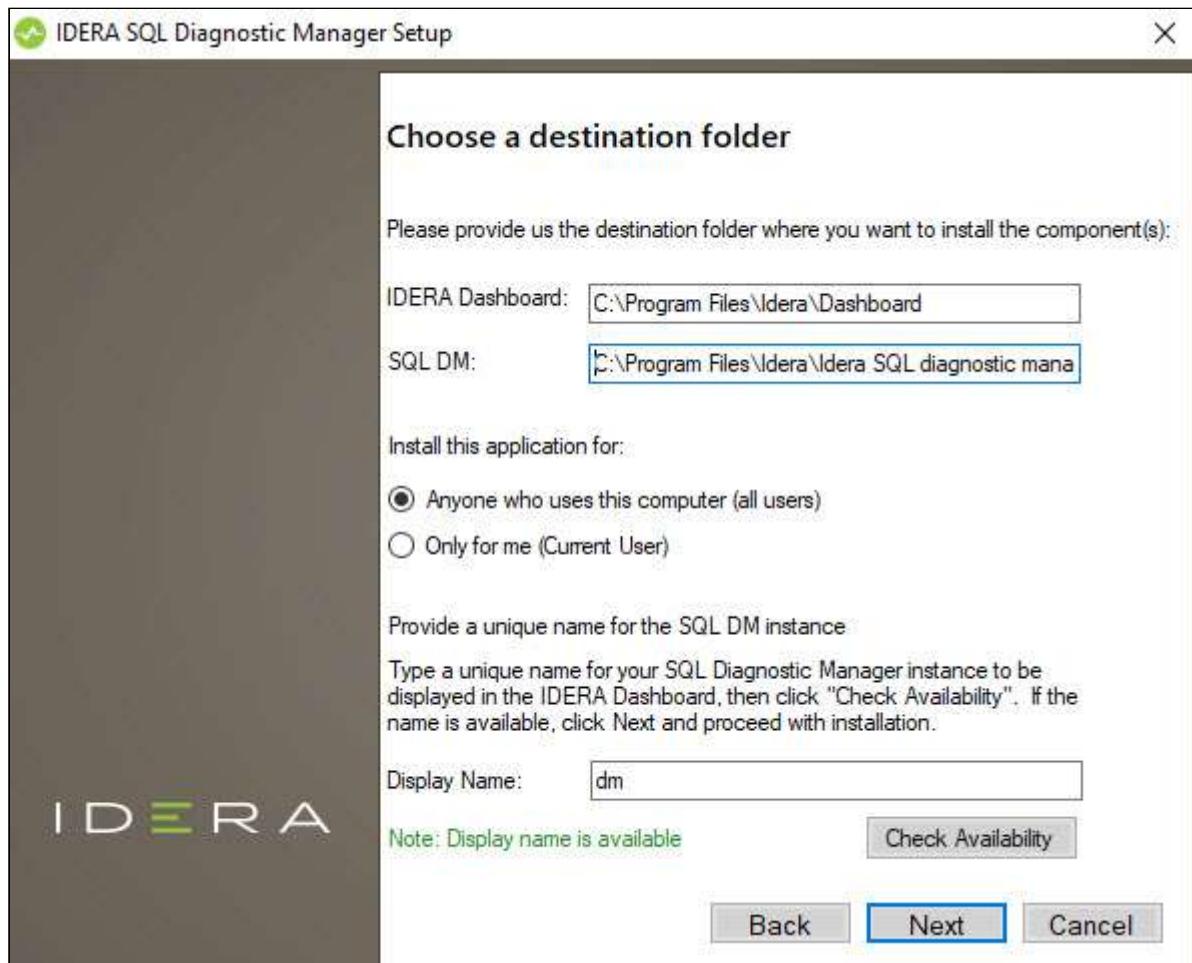 IDERA SQL Diagnostic Manager Setup
Choose a destination folder
Please provide us the destination folder where you want to install the component(s):
IDERA Dashboard: C:\Program Files\Idera\Dashboard
SQL DM: C:\Program Files\Idera\Idera SQL diagnostic mana
Install this application for:
Anyone who uses this computer (all users)
Only for me (Current User)
Provide a unique name for the SQL DM instance
Type a unique name for your SQL Diagnostic Manager instance to be
displayed in the IDERA Dashboard, then click "Check Availability". If the
name is available, click Next and proceed with installation.
Display Name: dm
Note: Display name is available Check Availability
IDERA
Back Next Cancel